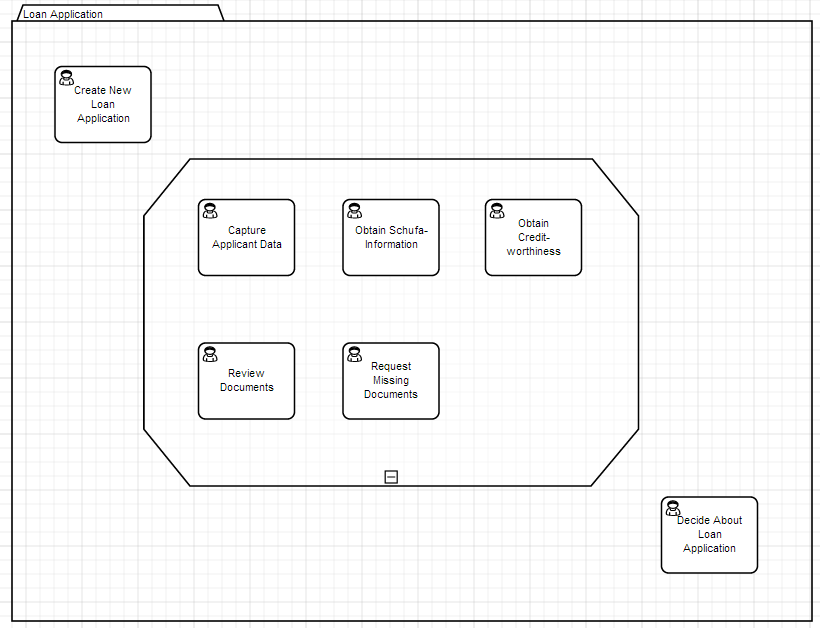 Loan Application
Create New
Loan
Application
Capture
Applicant Data
Obtain Schufa-
Information
Obtain
Credit-
worthiness
Review
Documents
Request
Missing
Documents
Decide About
Loan
Application